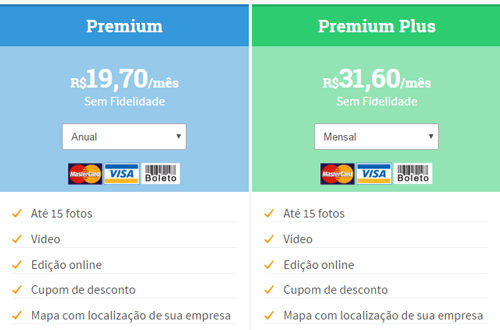 Premium
R$19,70/mês
Sem Fidelidade
Anual
MasterCard VISA Boleto
Até 15 fotos
Vídeo
Edição online
Cupom de desconto
Mapa com localização de sua empresa
Premium Plus
R$31,60/mês
Sem Fidelidade
Mensal
MasterCard VISA Boleto
Até 15 fotos
Vídeo
Edição online
Cupom de desconto
Mapa com localização de sua empresa